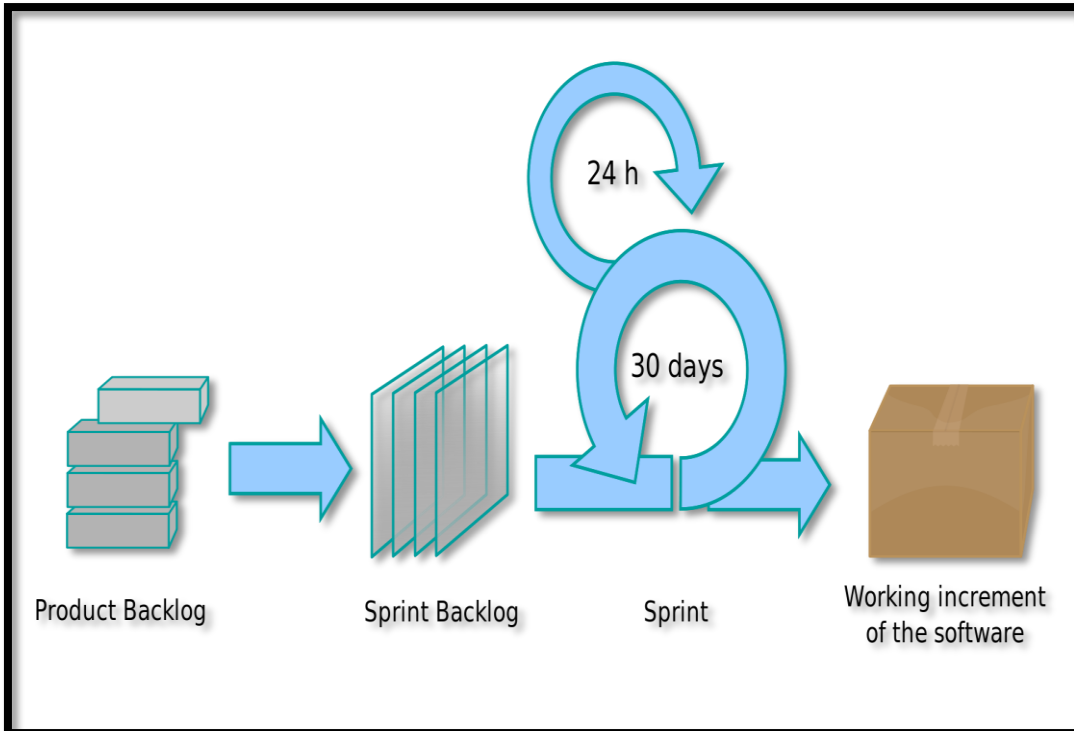 24 h
30 days
Product Backlog
Sprint Backlog
Sprint
Working increment
of the software